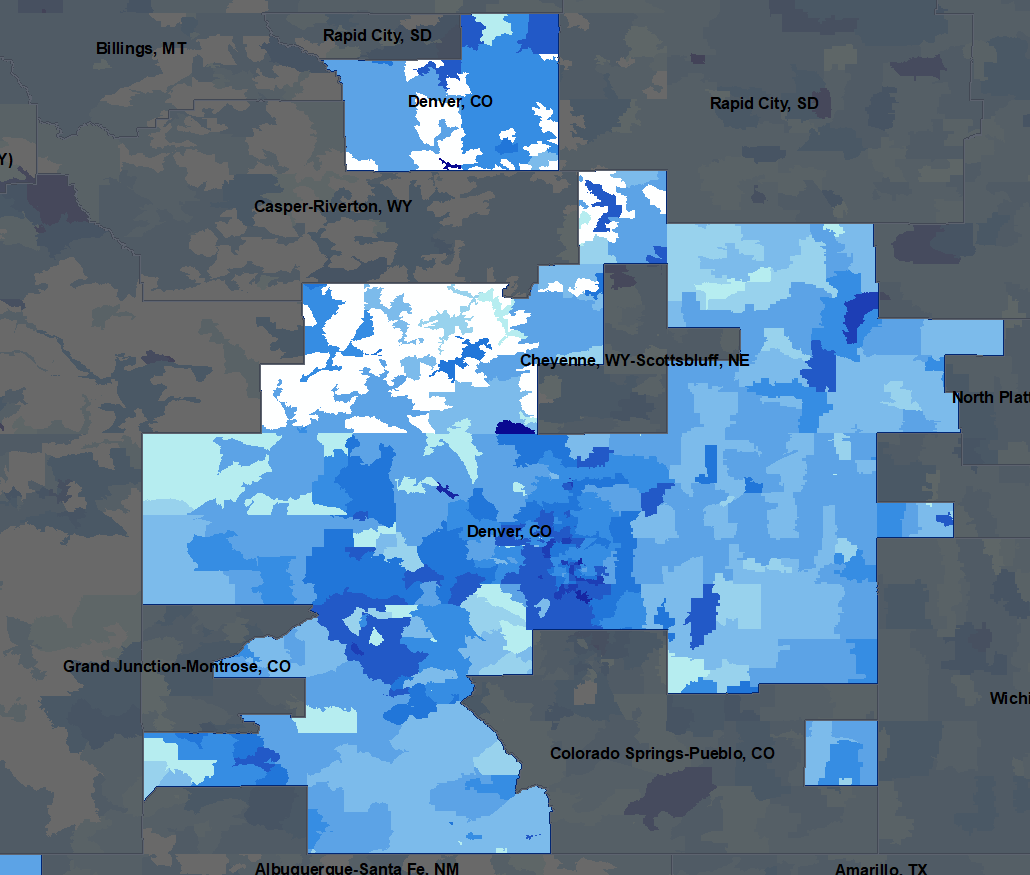 Rapid City, SD
Billings, MT
Denver, CO
Rapid City, SD
Y)
Casper-Riverton, WY
Cheyenne, WY-Scottsbluff, NE
North Platt
Denver, CO
Grand Junction-Montrose, CO
Wichi
Colorado Springs-Pueblo, CO
Albuquerque-Santa Fe, NM
Amarillo, TX